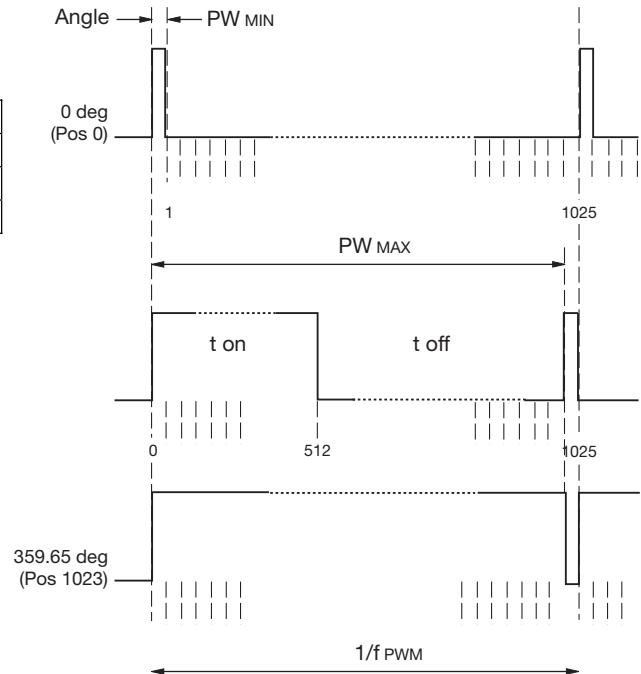 Angle PW MIN
0 deg
(Pos 0)
1 1025
PW MAX
t on t off
0 512 1025
359.65 deg
(Pos 1023)
1/f PWM